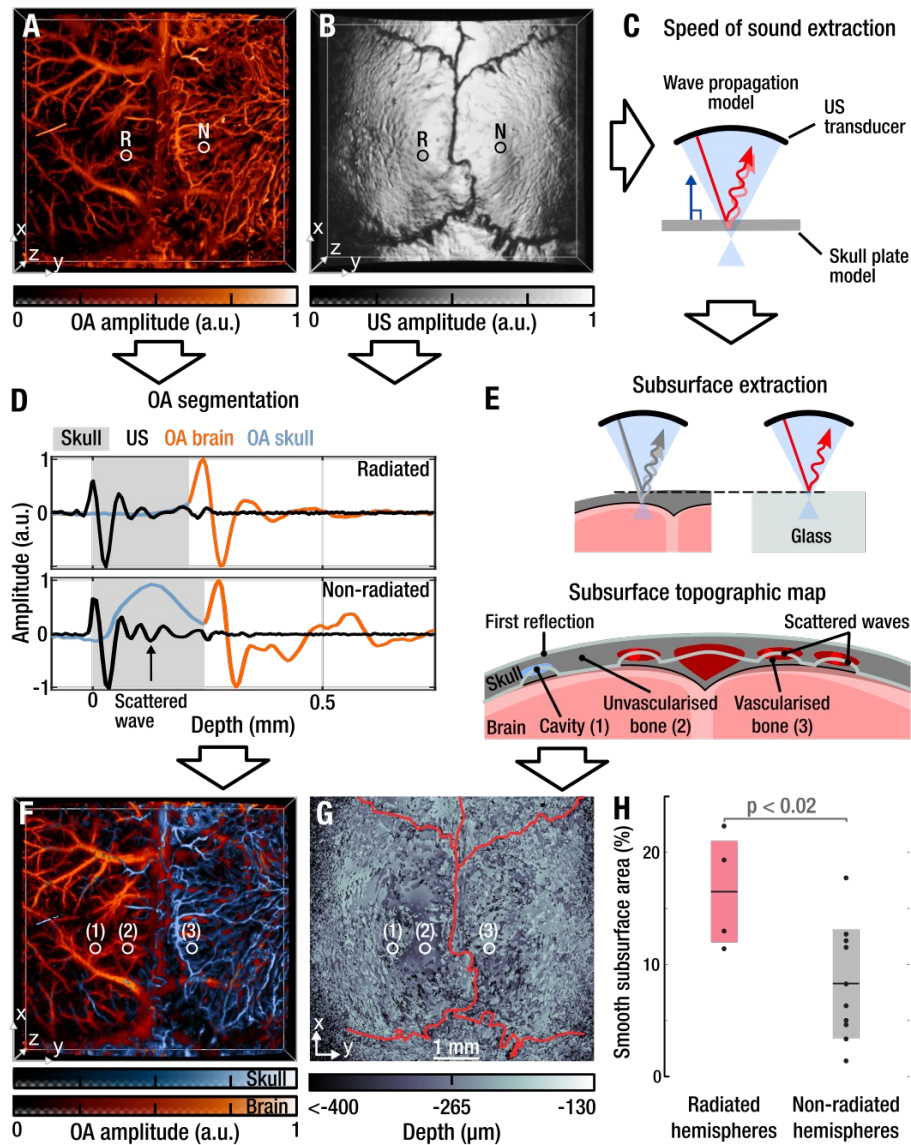 A
R
N
x
z
y
0
1
OA amplitude (a.u.)
B
R
N
x
z
y
0
1
US amplitude (a.u.)
C
Speed of sound extraction
Wave propagation
model
US
transducer
Skull plate
model
D
OA segmentation
Skull
US
OA brain
OA skull
Amplitude (a.u.)
1
0
Radiated
1
0
-1
Non-radiated
Scattered
wave
0
0.5
Depth (mm)
E
Subsurface extraction
Glass
Subsurface topographic map
First reflection
Scattered waves
Skull
Brain
Cavity (1)
Unvascularised
bone (2)
Vascularised
bone (3)
F
(1)
(2)
(3)
x
z
y
Skull
Brain
0
1
OA amplitude (a.u.)
G
(1)
(2)
(3)
x
y
1 mm
<-400
-265
-130
Depth (µm)
H
p < 0.02
Smooth subsurface area (%)
20
10
0
Radiated
hemispheres
Non-radiated
hemispheres